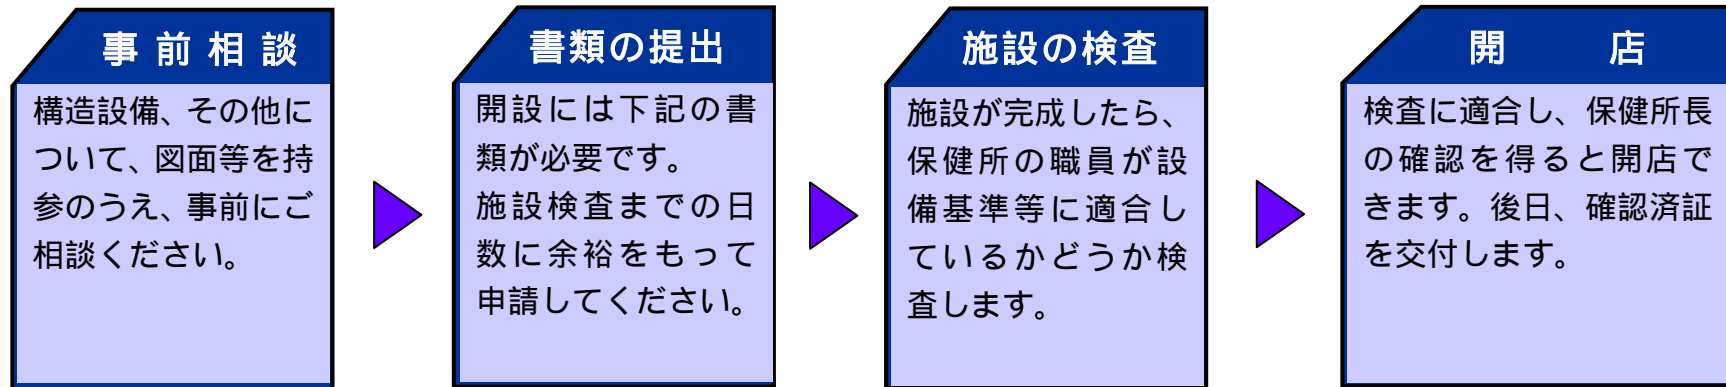 事前相談
構造設備、その他に
ついて、図面等を持
参のうえ、事前にご
相談ください。
書類の提出
開設には下記の書
類が必要です。
施設検査までの日
数に余裕をもって
申請してください。
施設の検査
施設が完成したら、
保健所の職員が設
備基準等に適合し
ているかどうか検
査します。
開　店
検査に適合し、保健所長
の確認を得ると開店で
きます。後日、確認済証
を交付します。